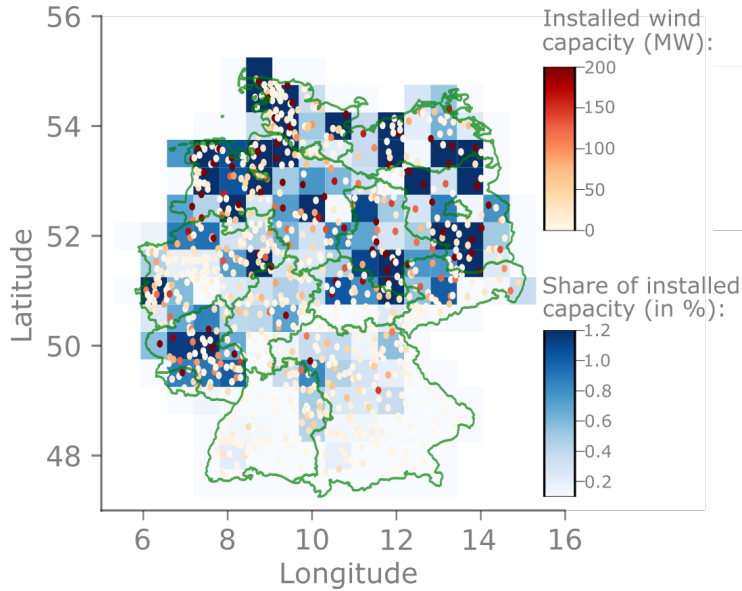 Installed wind
capacity (MW):
200
150
100
50
0
Share of installed
capacity (in %):
1.2
1.0
0.8
0.6
0.4
0.2
56
54
52
50
48
Latitude
6 8 10 12 14 16
Longitude